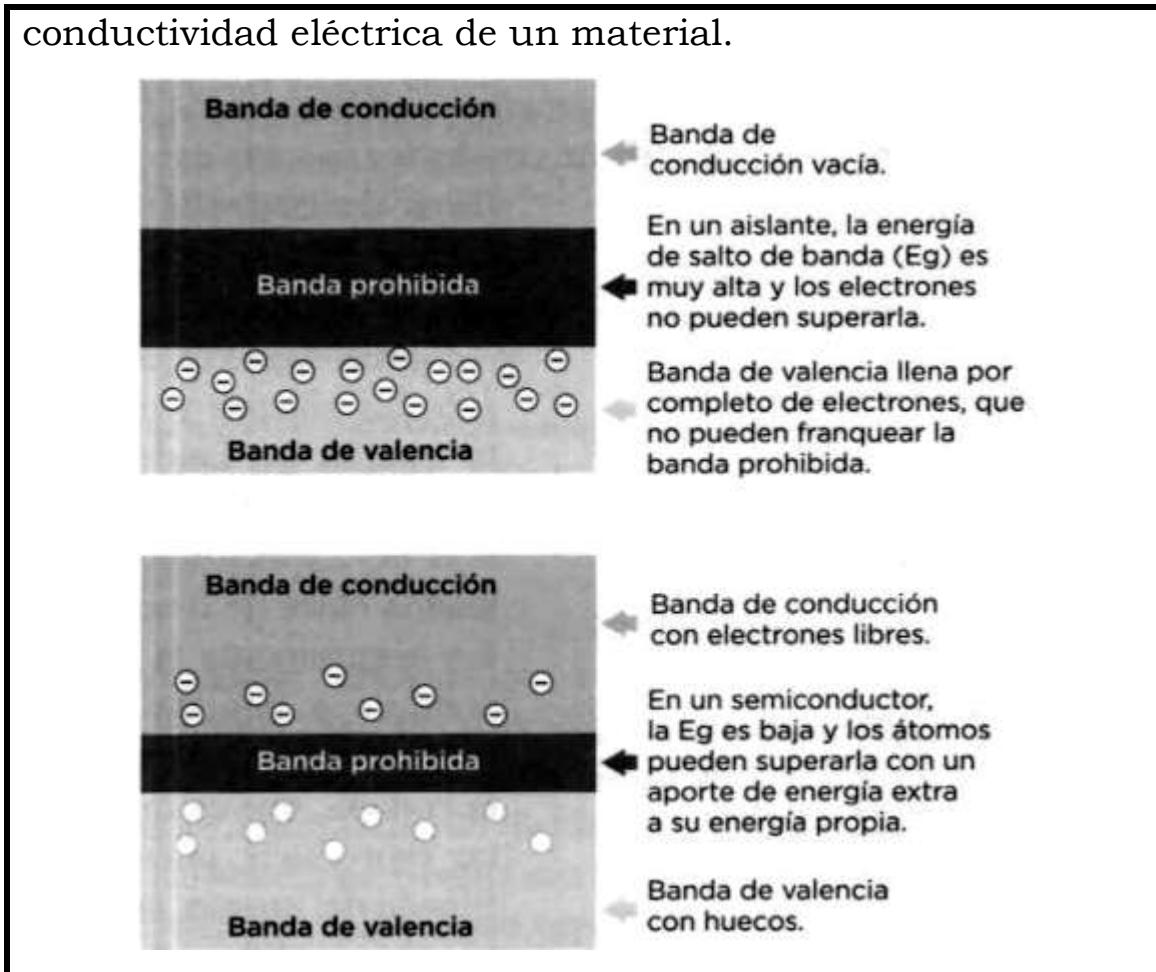 conductividad eléctrica de un material.
Banda de conducción
Banda de
conducción vacía.
Banda prohibida
En un aislante, la energía
de salto de banda (Eg) es
muy alta y los electrones
no pueden superarla.
Banda de valencia llena por
completo de electrones, que
no pueden franquear la
banda prohibida.
Banda de valencia
Banda de conducción
Banda de conducción
con electrones libres.
Banda prohibida
En un semiconductor,
la Eg es baja y los átomos
pueden superarla con un
aporte de energía extra
a su energía propia.
Banda de valencia
con huecos.
Banda de valencia